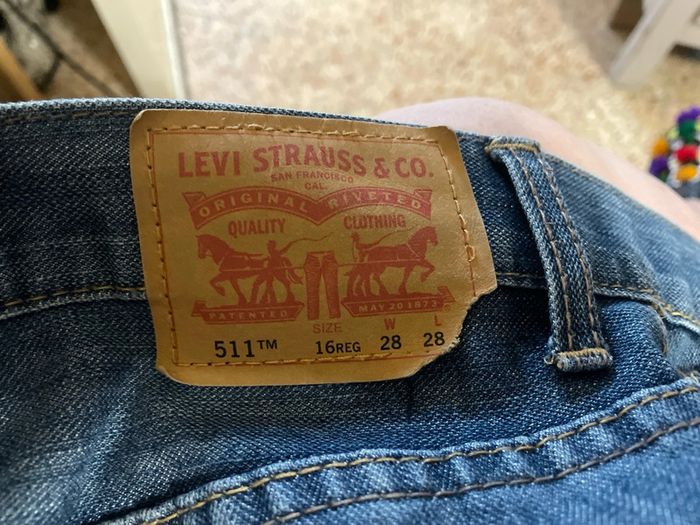 LEVI STRAUSS & CO.
SAN FRANCISCO
CAL.
ORIGINAL RIVETED
QUALITY CLOTHING
PATENTED MAY 20 1873
SIZE W L
511™ 16REG 28 28